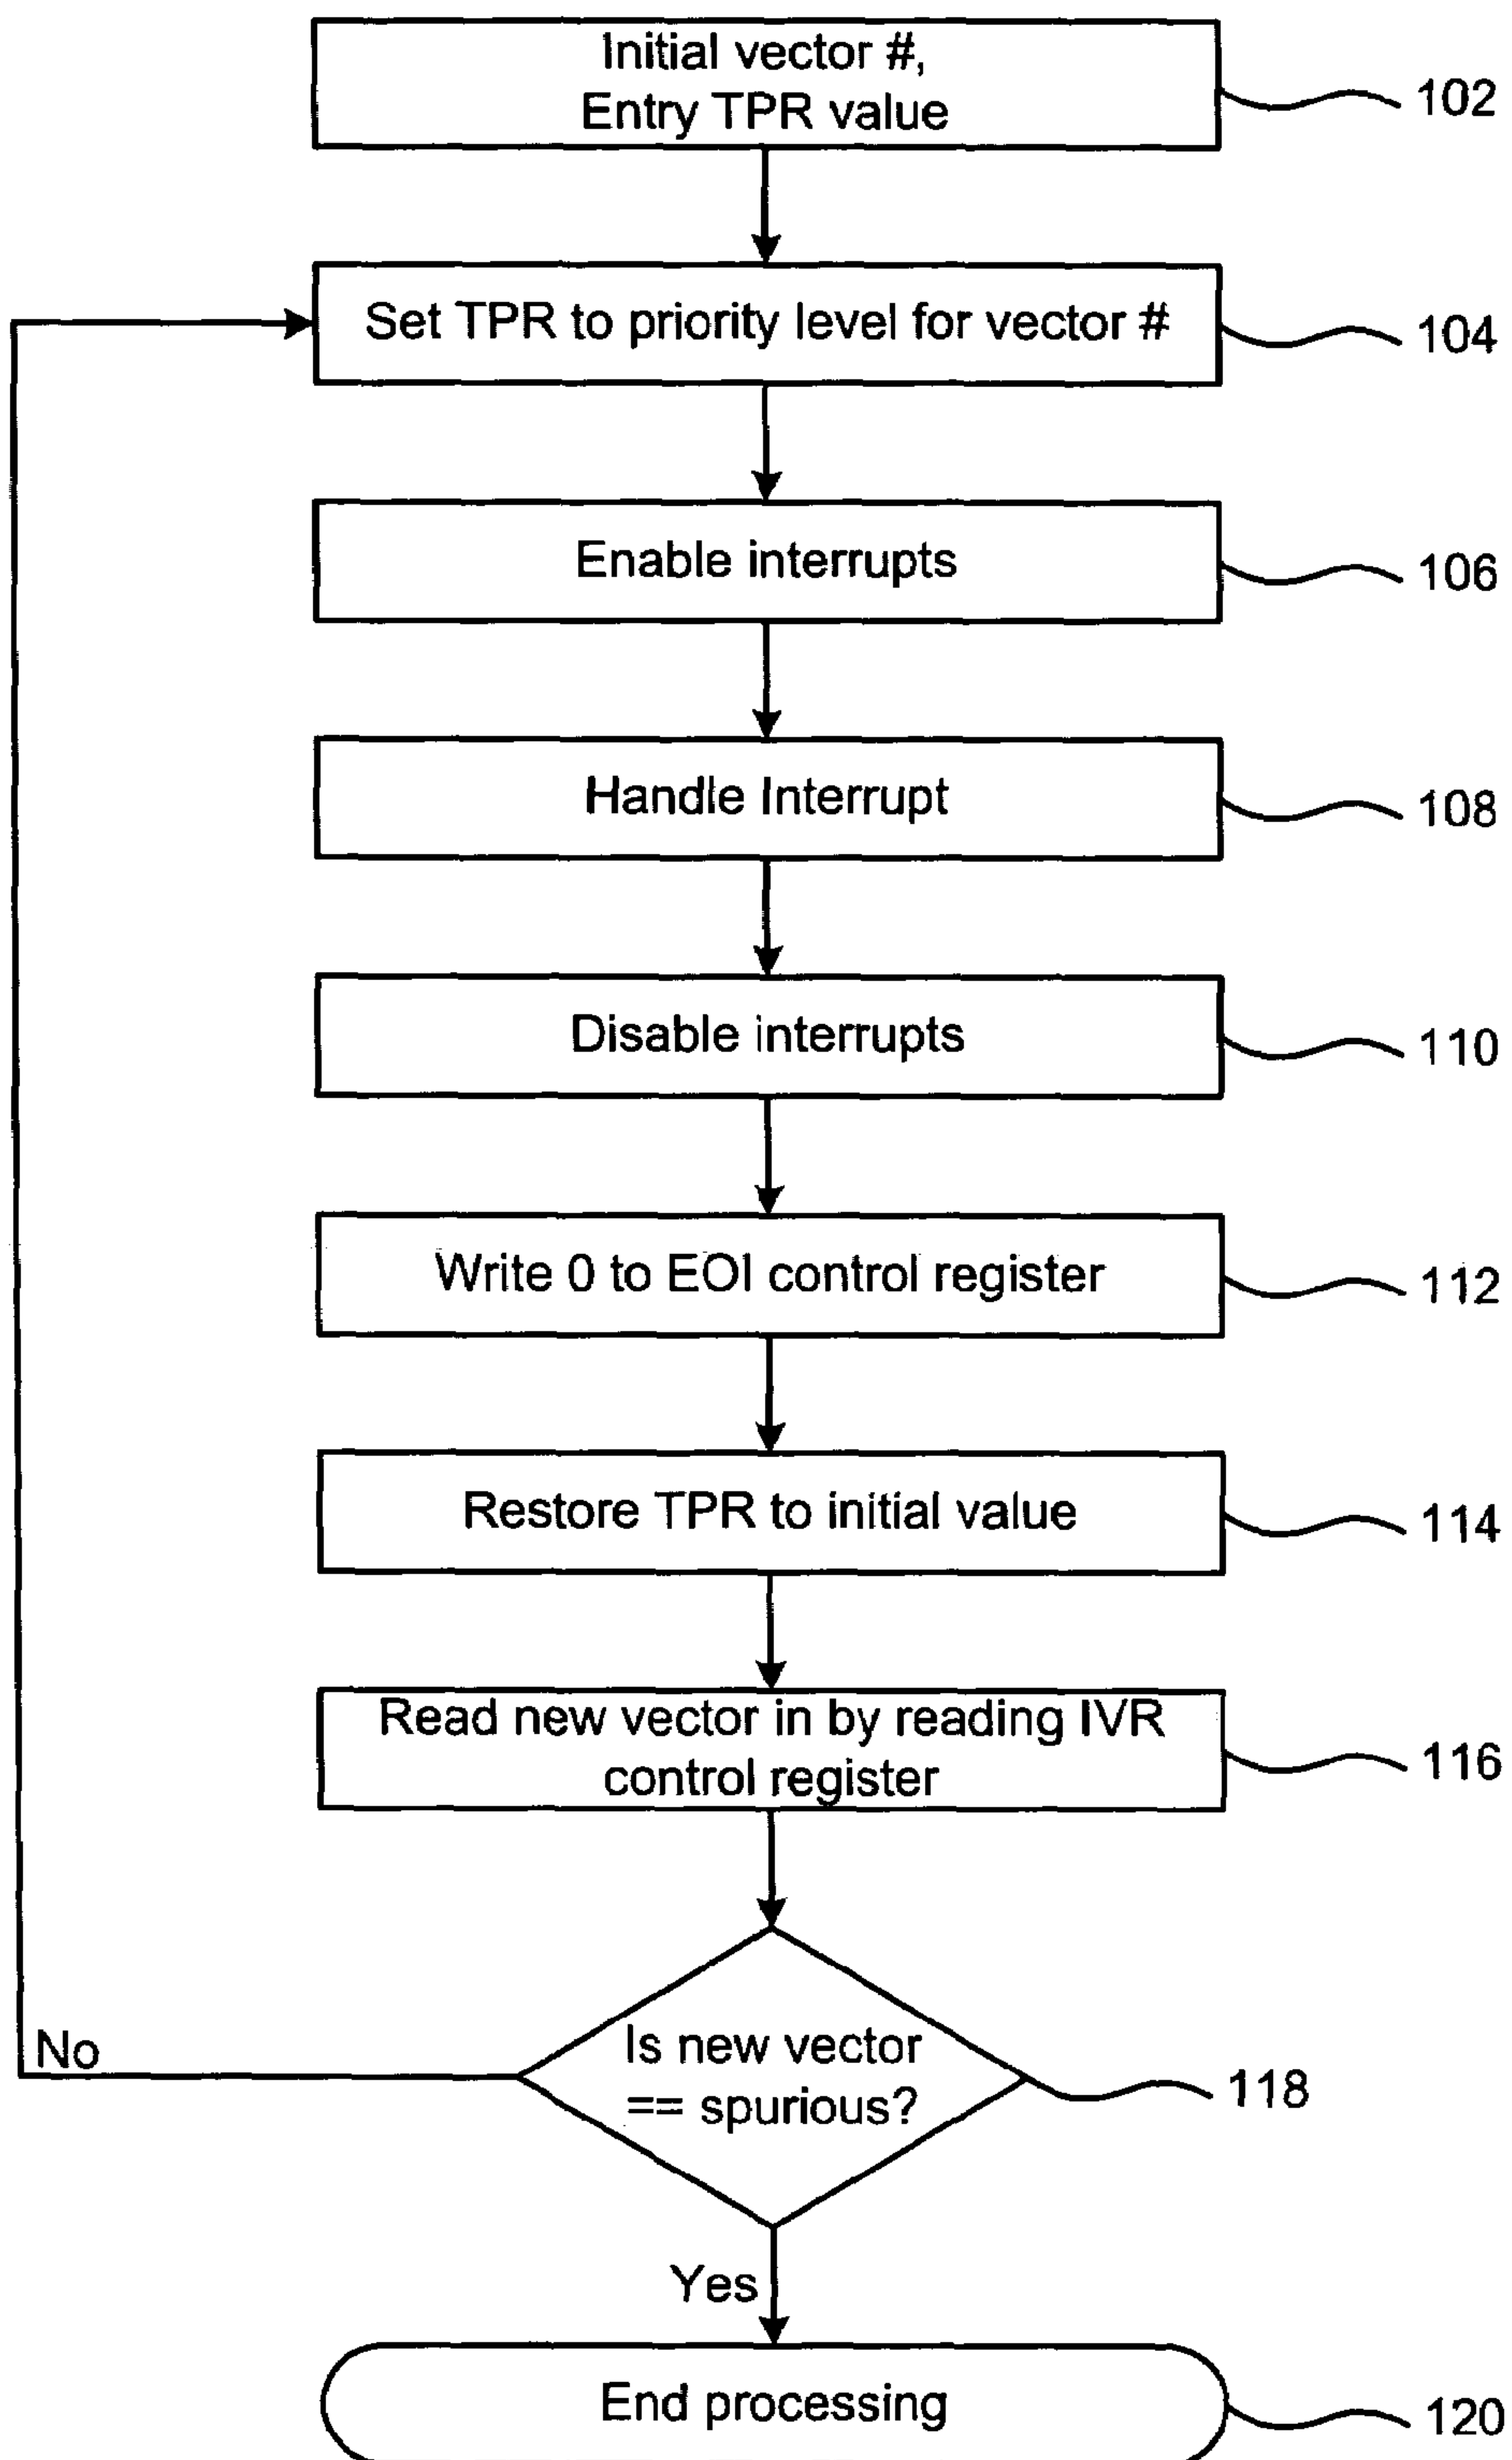 Initial vector #,
Entry TPR value
102
Set TPR to priority level for vector #
104
Enable interrupts
106
Handle Interrupt
108
Disable interrupts
110
Write 0 to EOI control register
112
Restore TPR to initial value
114
Read new vector in by reading IVR
control register
116
No
Is new vector
== spurious?
118
Yes
End processing
120